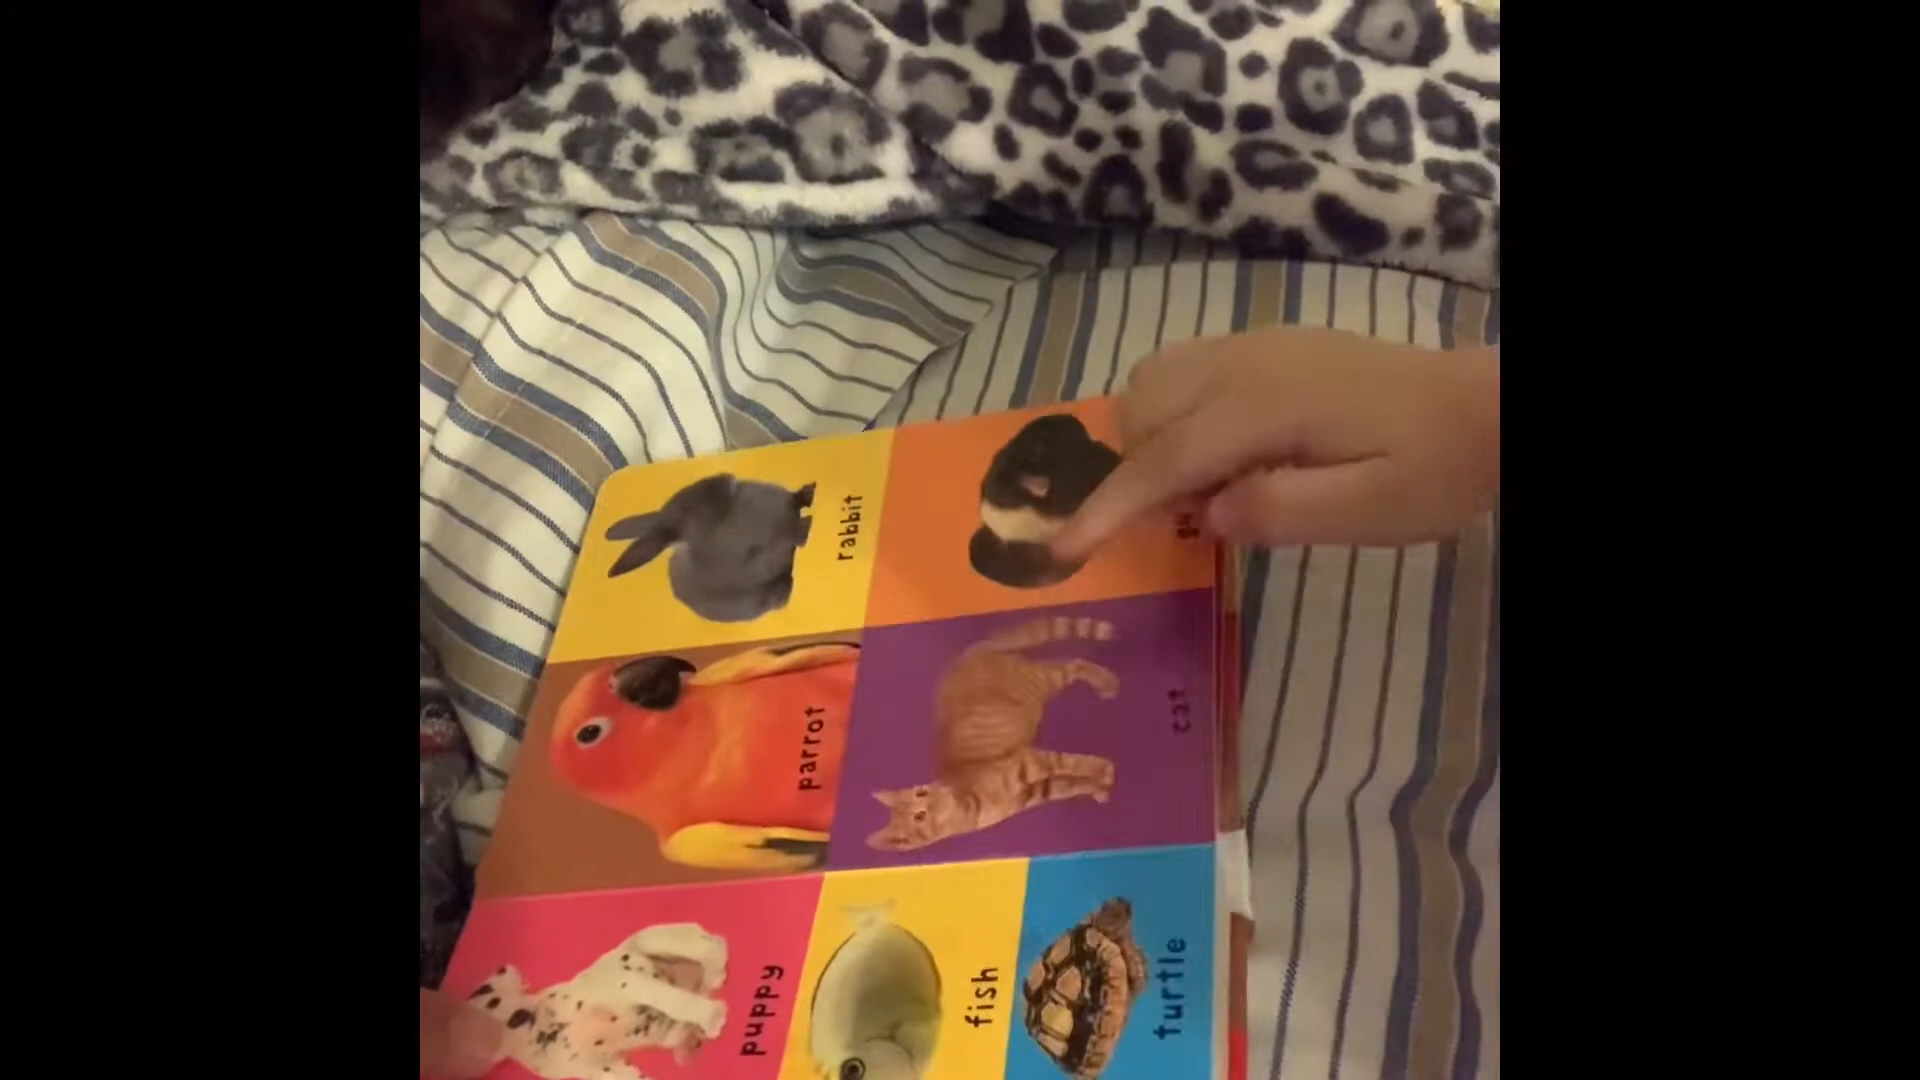 rabbit
parrot
cat
puppy
fish
turtle